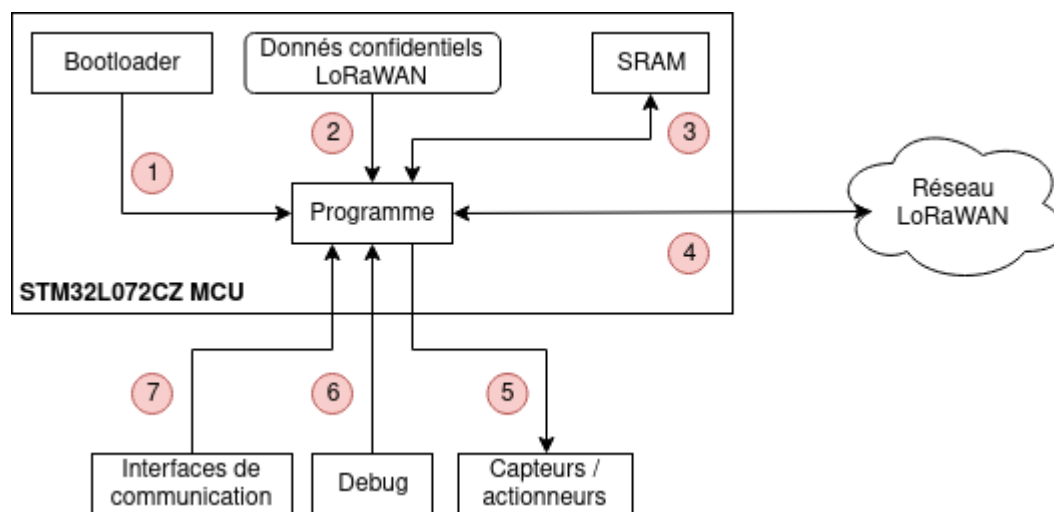 Bootloader
Donnés confidentiels
LoRaWAN
SRAM
2
3
1
Programme
Réseau
LoRaWAN
4
STM32L072CZ MCU
7
6
5
Interfaces de
communication
Debug
Capteurs /
actionneurs